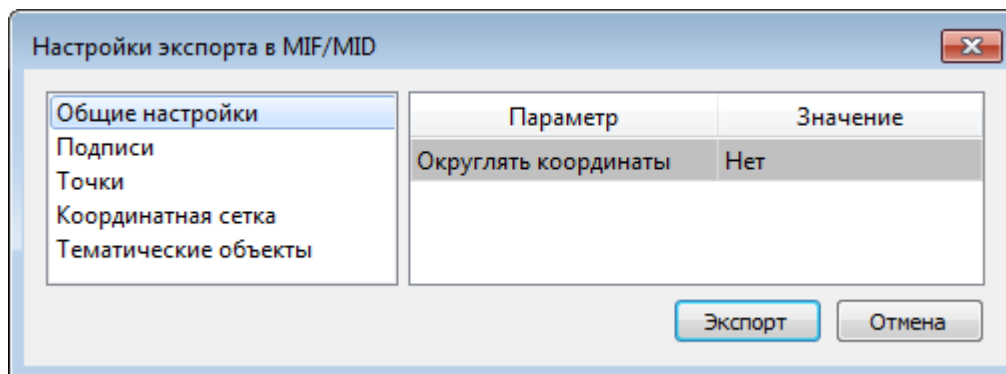 Настройки экспорта в MIF/MID
Общие настройки
Подписи
Точки
Координатная сетка
Тематические объекты
Параметр Значение
Округлять координаты Нет
Экспорт Отмена